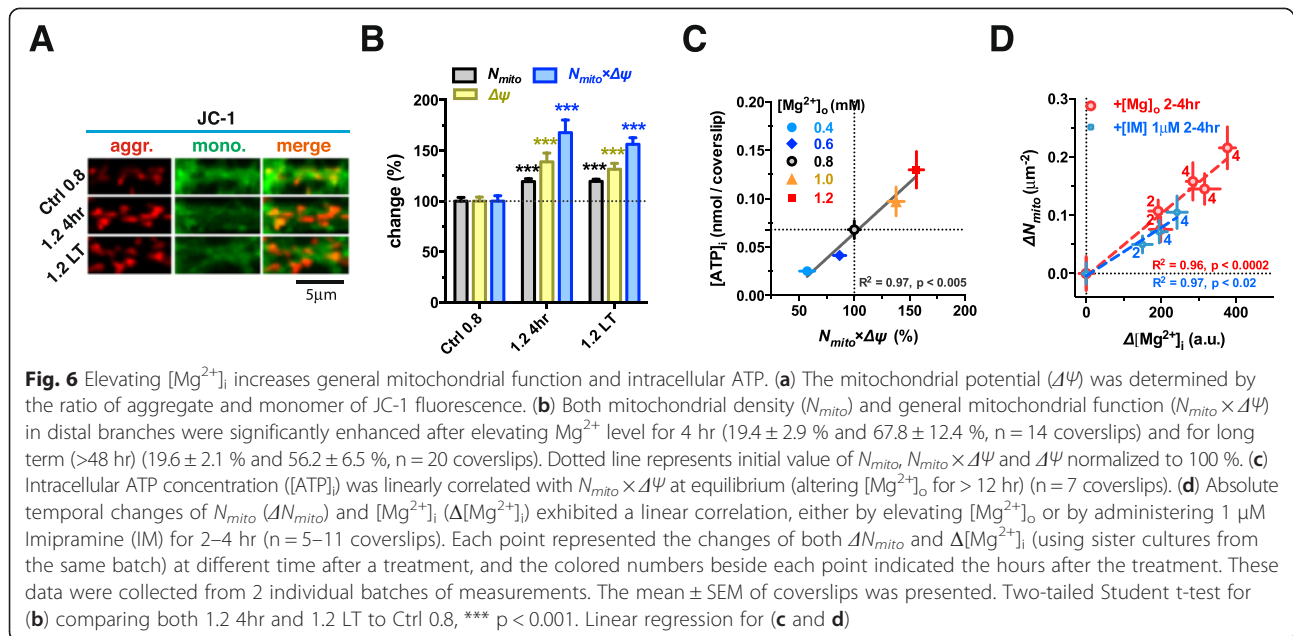 A
JC-1
aggr. mono. merge
Ctrl 0.8
1.2 4hr
1.2 LT
5μm
B
N_mito N_mito×Δψ
Δψ
change (%)
200
150
100
50
0
*** *** ***
*** *** ***
Ctrl 0.8 1.2 4hr 1.2 LT
C
[ATP]i (nmol / coverslip)
0.20
0.15
0.10
0.05
0.00
[Mg2+]o (mM)
0.4
0.6
0.8
1.0
1.2
R2 = 0.97, p < 0.005
50 100 150 200
N_mito×Δψ (%)
D
+[Mg]o 2-4hr
+[IM] 1μM 2-4hr
ΔN_mito (μm-2)
0.3
0.2
0.1
0.0
4
4
4
2
2
4
4
2
R2 = 0.96, p < 0.0002
R2 = 0.97, p < 0.02
0 200 400
Δ[Mg2+]i (a.u.)
Fig. 6 Elevating [Mg2+]i increases general mitochondrial function and intracellular ATP. (a) The mitochondrial potential (ΔΨ) was determined by
the ratio of aggregate and monomer of JC-1 fluorescence. (b) Both mitochondrial density (N_mito) and general mitochondrial function (N_mito × ΔΨ)
in distal branches were significantly enhanced after elevating Mg2+ level for 4 hr (19.4 ± 2.9 % and 67.8 ± 12.4 %, n = 14 coverslips) and for long
term (>48 hr) (19.6 ± 2.1 % and 56.2 ± 6.5 %, n = 20 coverslips). Dotted line represents initial value of N_mito, N_mito × ΔΨ and ΔΨ normalized to 100 %. (c)
Intracellular ATP concentration ([ATP]i) was linearly correlated with N_mito × ΔΨ at equilibrium (altering [Mg2+]o for > 12 hr) (n = 7 coverslips). (d) Absolute
temporal changes of N_mito (ΔN_mito) and [Mg2+]i (Δ[Mg2+]i) exhibited a linear correlation, either by elevating [Mg2+]o or by administering 1 μM
Imipramine (IM) for 2–4 hr (n = 5–11 coverslips). Each point represented the changes of both ΔN_mito and Δ[Mg2+]i (using sister cultures from
the same batch) at different time after a treatment, and the colored numbers beside each point indicated the hours after the treatment. These
data were collected from 2 individual batches of measurements. The mean ± SEM of coverslips was presented. Two-tailed Student t-test for
(b) comparing both 1.2 4hr and 1.2 LT to Ctrl 0.8, *** p < 0.001. Linear regression for (c and d)